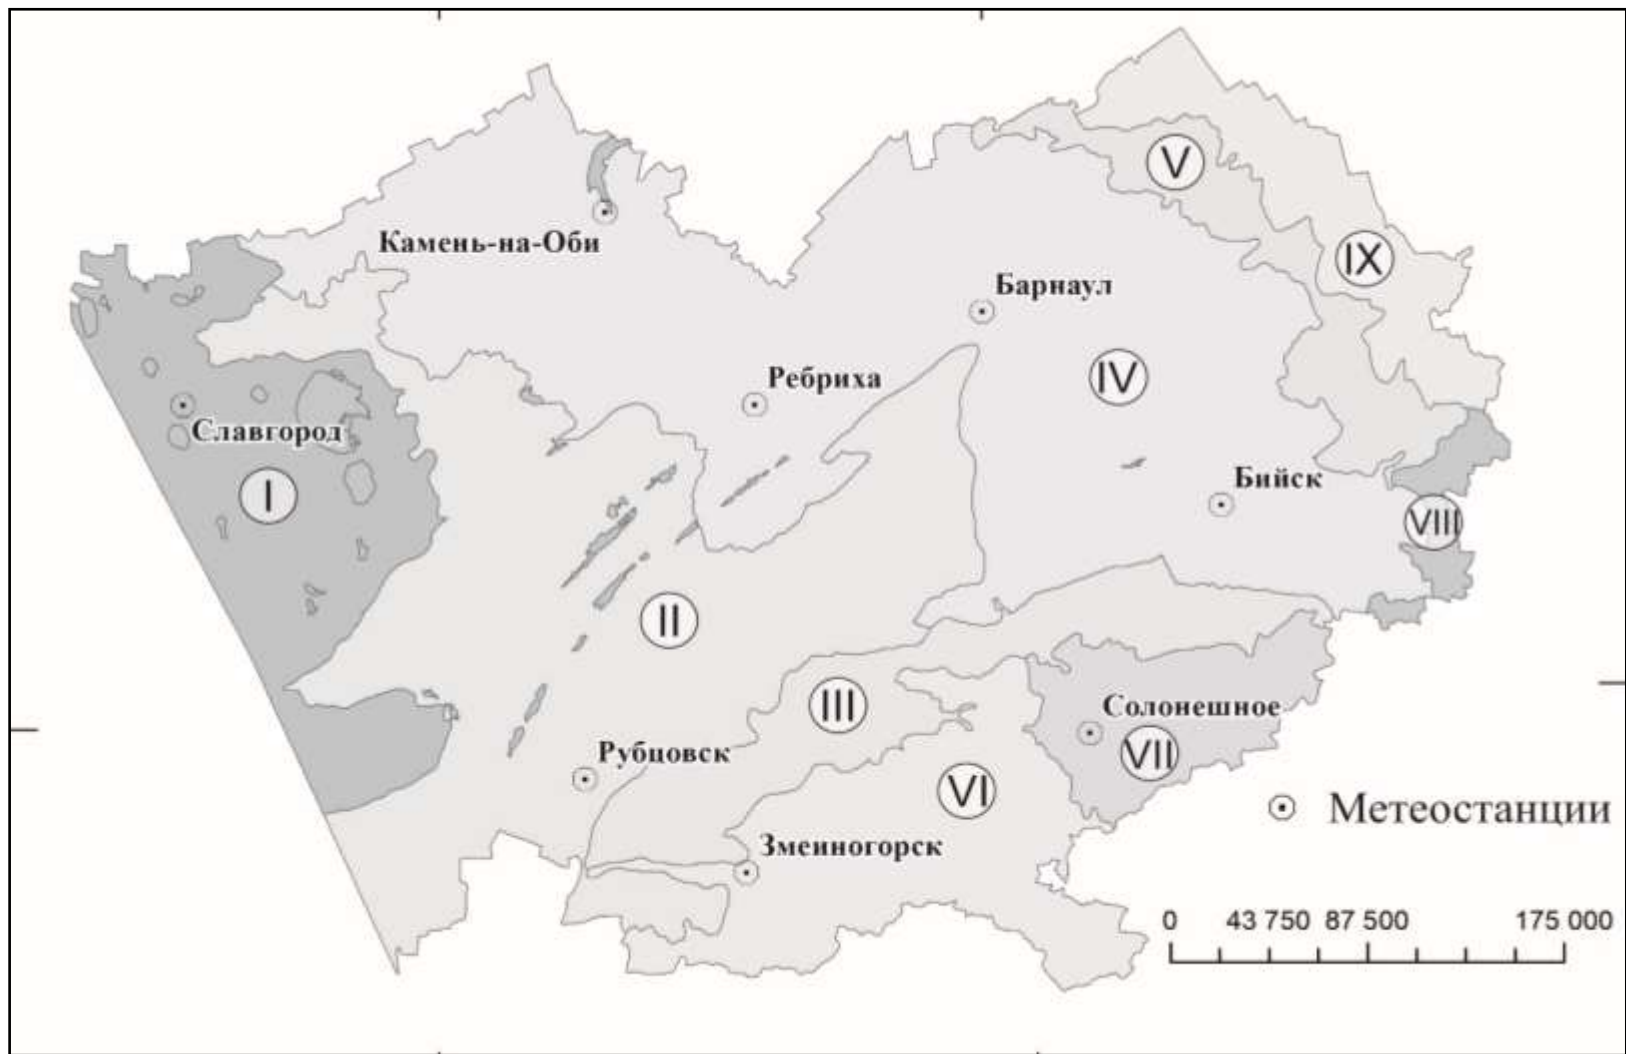 V
Камень-на-Оби
IX
Барнаул
IV
Ребриха
Славгород
I
Бийск
VIII
II
III
Солонешное
VII
Рубцовск
VI
Метеостанции
Змеиногорск
0 43 750 87 500 175 000